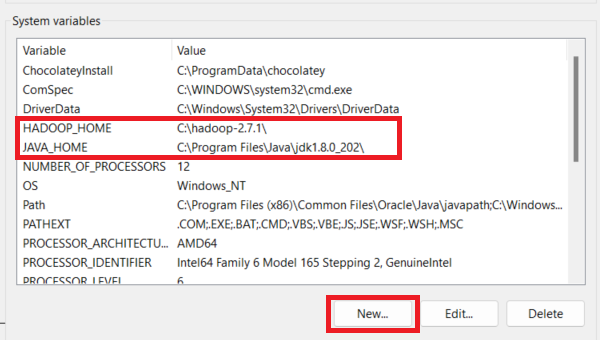 System variables
Variable Value
ChocolateyInstall C:\ProgramData\chocolatey
ComSpec C:\WINDOWS\system32\cmd.exe
DriverData C:\Windows\System32\Drivers\DriverData
HADOOP_HOME C:\hadoop-2.7.1\
JAVA_HOME C:\Program Files\Java\jdk1.8.0_202\
NUMBER_OF_PROCESSORS 12
OS Windows_NT
Path C:\Program Files (x86)\Common Files\Oracle\Java\javapath;C:\Windows...
PATHEXT .COM;.EXE;.BAT;.CMD;.VBS;.VBE;.JS;.JSE;.WSF;.WSH;.MSC
PROCESSOR_ARCHITECTU... AMD64
PROCESSOR_IDENTIFIER Intel64 Family 6 Model 165 Stepping 2, GenuineIntel
PROCESSOR_LEVEL 6
New... Edit... Delete